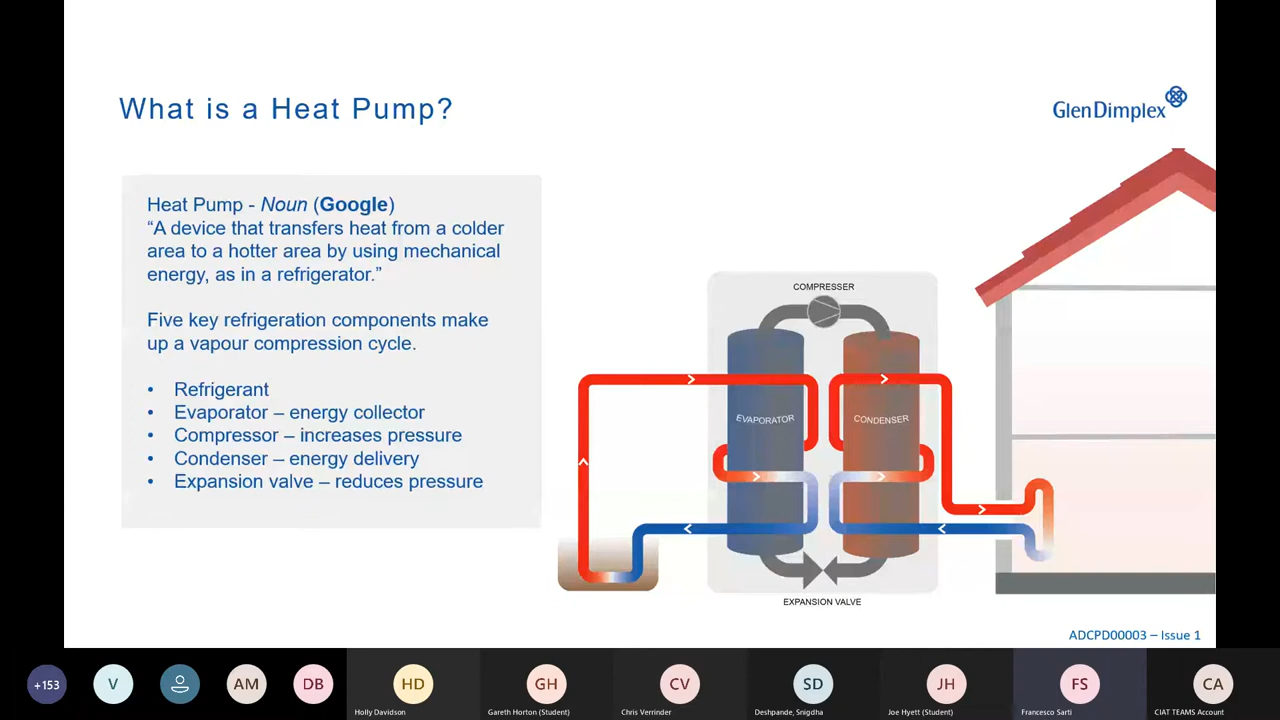 What is a Heat Pump?
GlenDimplex
Heat Pump - Noun (Google)
“A device that transfers heat from a colder
area to a hotter area by using mechanical
energy, as in a refrigerator.”
Five key refrigeration components make
up a vapour compression cycle.
• Refrigerant
• Evaporator – energy collector
• Compressor – increases pressure
• Condenser – energy delivery
• Expansion valve – reduces pressure
COMPRESSER
EVAPORATOR
CONDENSER
EXPANSION VALVE
ADCPD00003 – Issue 1
+153
V
AM
DB
HD
Holly Davidson
GH
Gareth Horton (Student)
CV
Chris Verrinder
SD
Deshpande, Snigdha
JH
Joe Hyett (Student)
FS
Francesco Sarti
CA
CIAT TEAMS Account